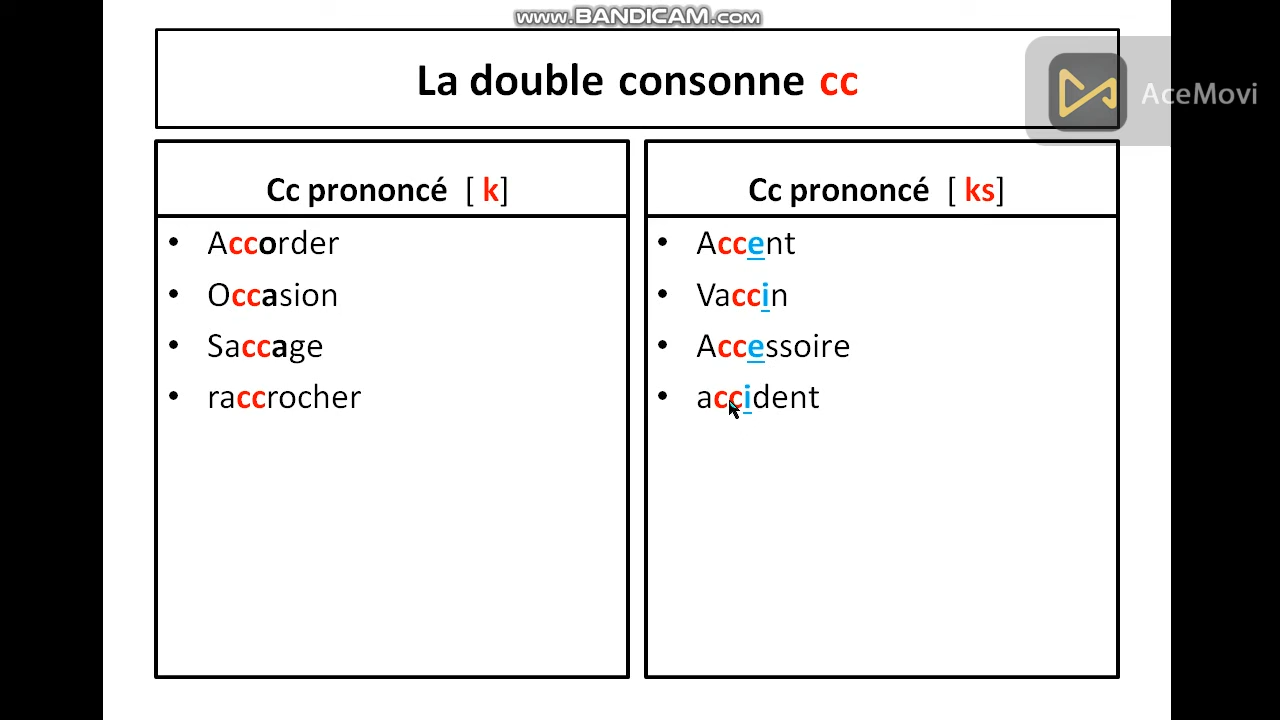 www.BANDICAM.com
La double consonne cc
AceMovi
Cc prononcé [ k]
• Accorder
• Occasion
• Saccage
• raccrocher
Cc prononcé [ ks]
• Accent
• Vaccin
• Accessoire
• accident